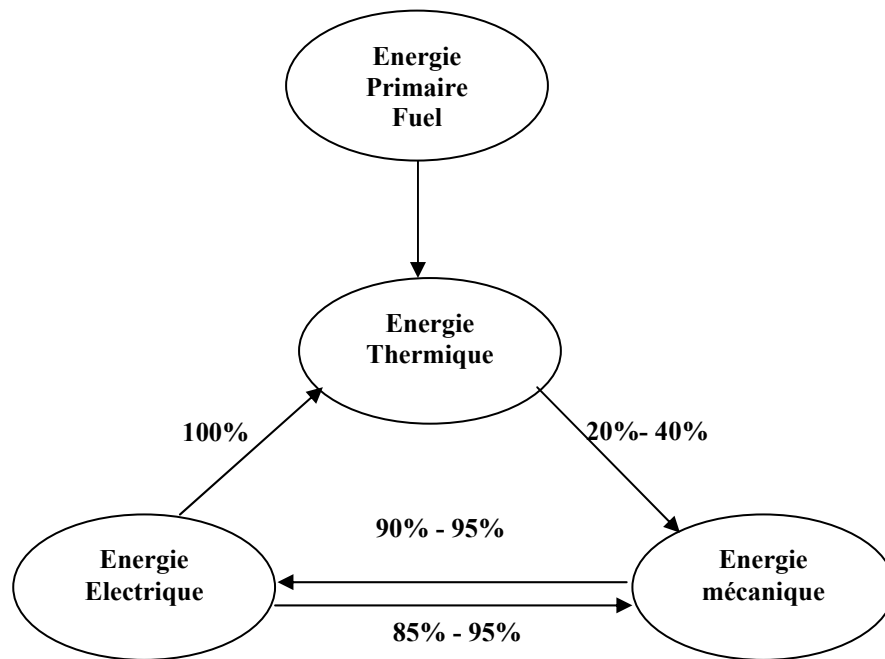 Energie
Primaire
Fuel
Energie
Thermique
100%
20%- 40%
90% - 95%
Energie
Electrique
Energie
mécanique
85% - 95%